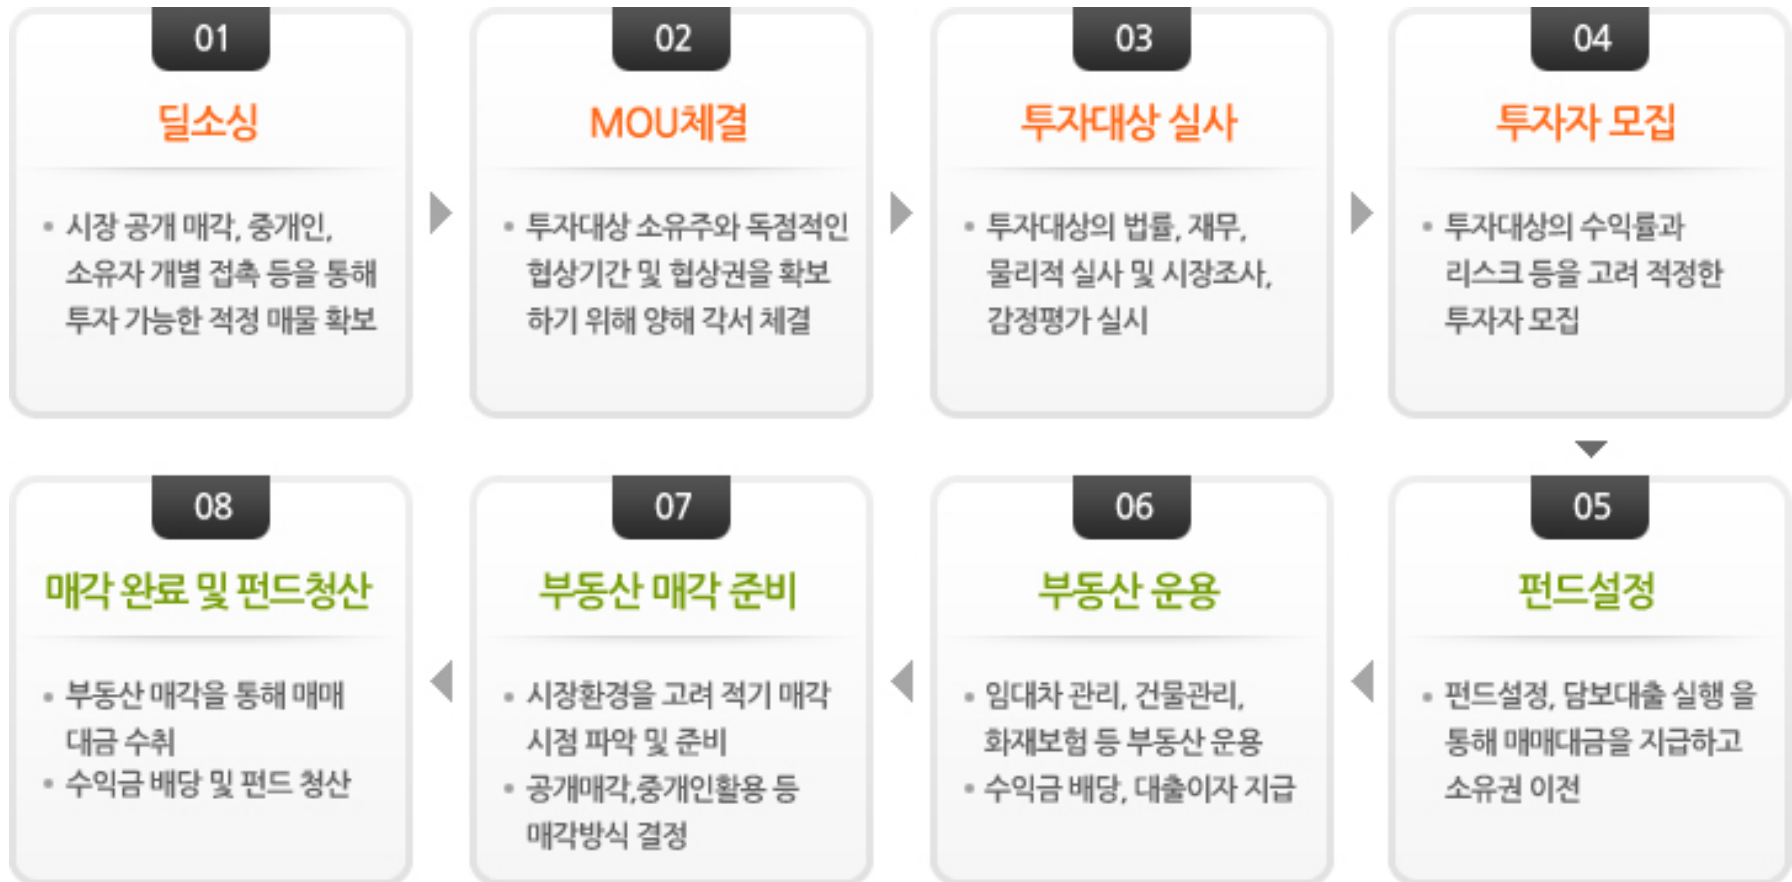 01
딜소싱
• 시장 공개 매각, 중개인,
소유자 개별 접촉 등을 통해
투자 가능한 적정 매물 확보
02
MOU체결
• 투자대상 소유주와 독점적인
협상기간 및 협상권을 확보
하기 위해 양해 각서 체결
03
투자대상 실사
• 투자대상의 법률, 재무,
물리적 실사 및 시장조사,
감정평가 실시
04
투자자 모집
• 투자대상의 수익률과
리스크 등을 고려 적정한
투자자 모집
05
펀드설정
• 펀드설정, 담보대출 실행 을
통해 매매대금을 지급하고
소유권 이전
06
부동산 운용
• 임대차 관리, 건물관리,
화재보험 등 부동산 운용
• 수익금 배당, 대출이자 지급
07
부동산 매각 준비
• 시장환경을 고려 적기 매각
시점 파악 및 준비
• 공개매각,중개인활용 등
매각방식 결정
08
매각 완료 및 펀드청산
• 부동산 매각을 통해 매매
대금 수취
• 수익금 배당 및 펀드 청산